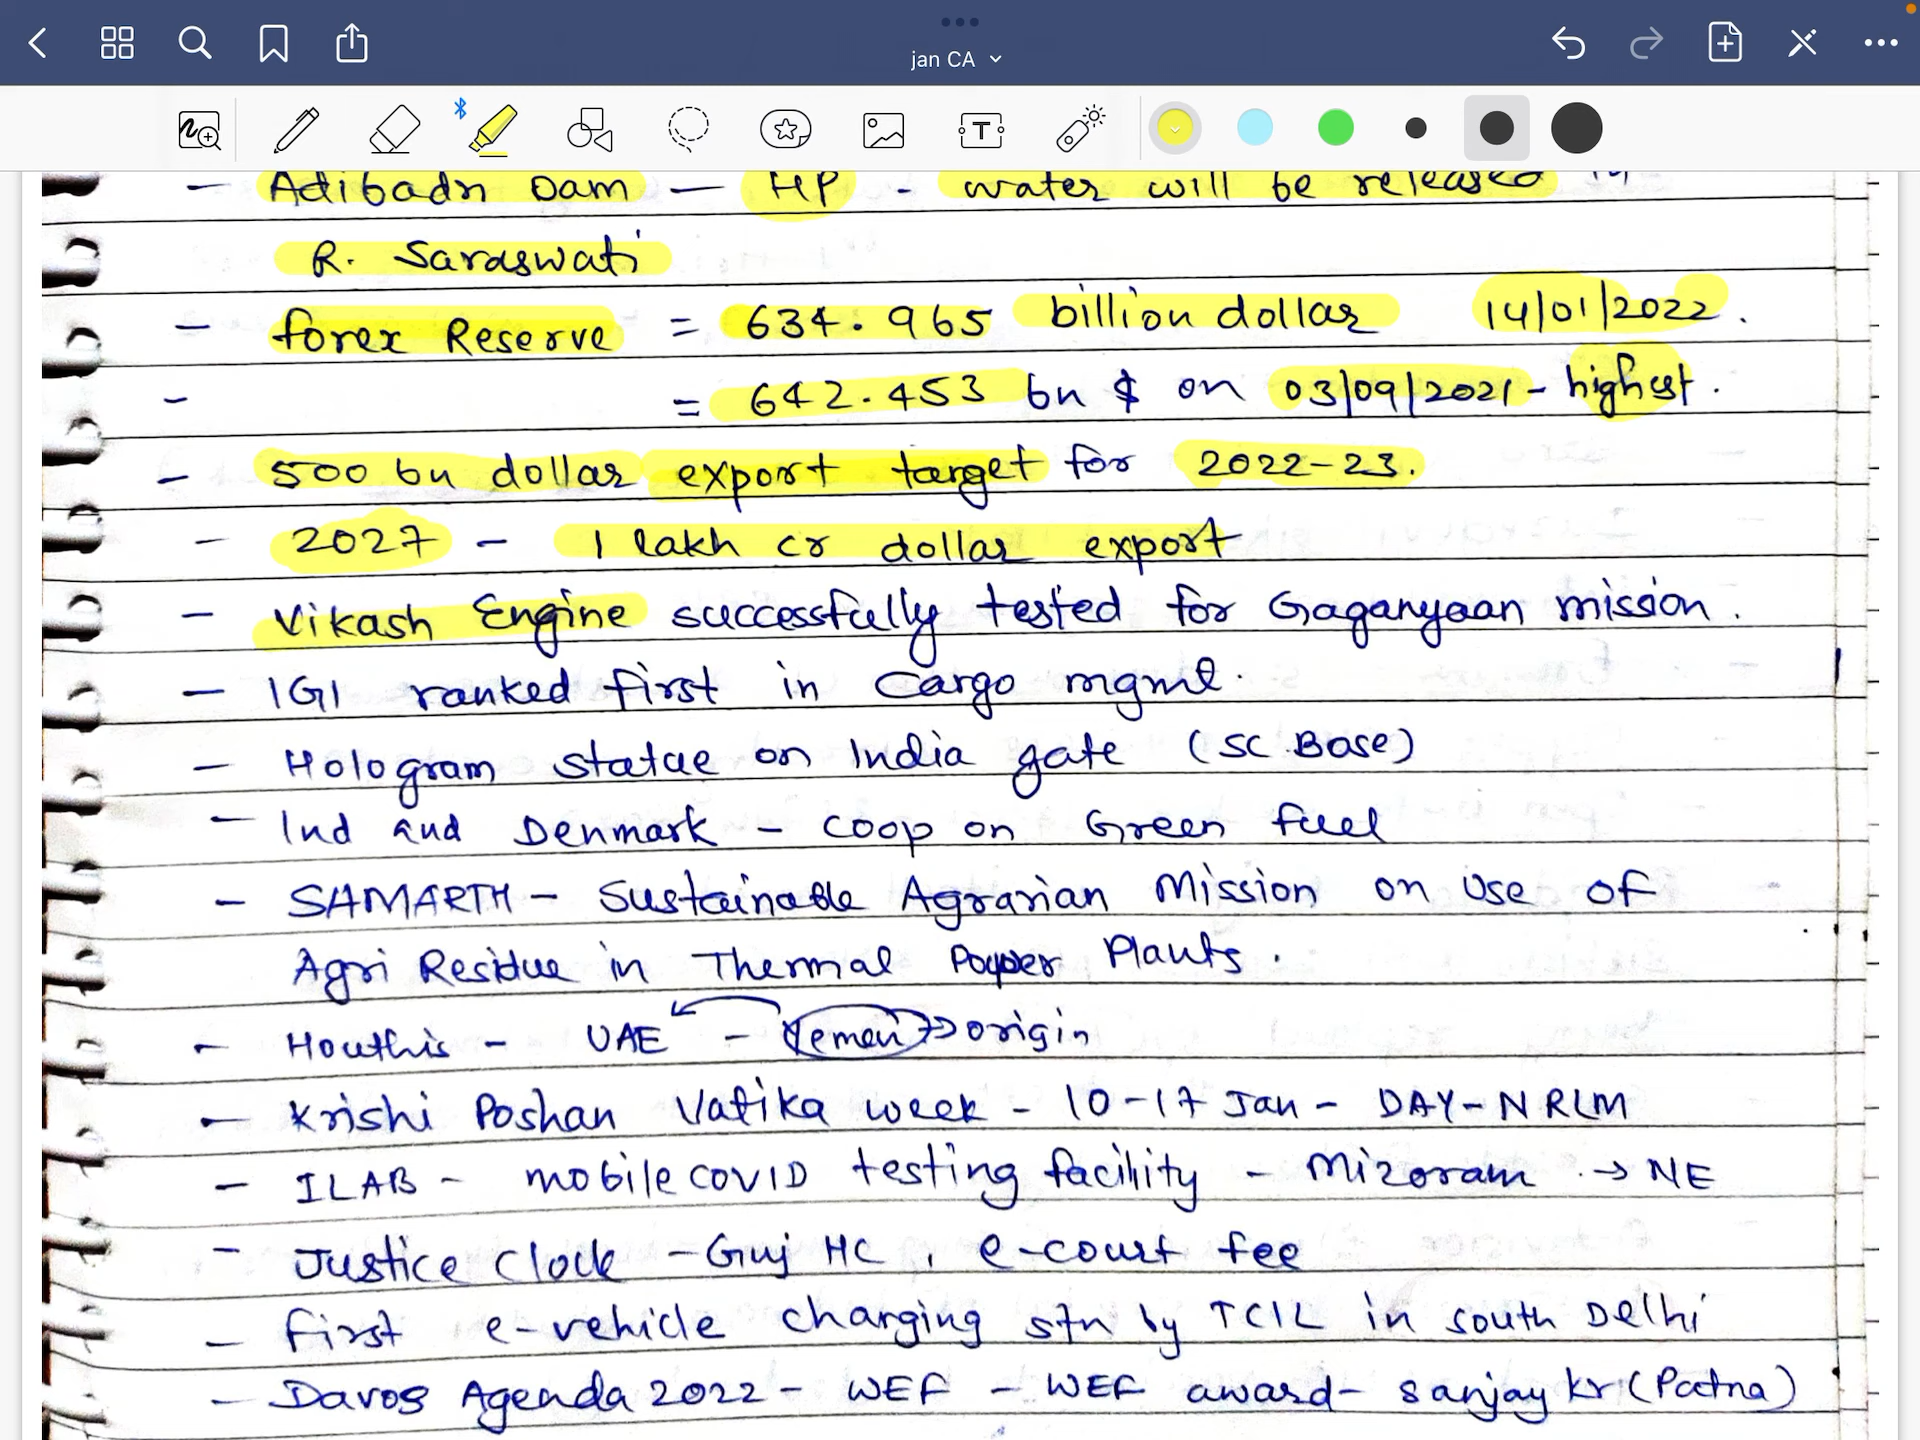 jan CA
- Adibadri Dam - HP - water will be released in
R. Saraswati
- forex Reserve = 634.965 billion dollar 14/01/2022.
- = 642.453 bn $ on 03/09/2021 - highest.
- 500 bn dollar export target for 2022-23.
- 2027 - 1 lakh cr dollar export
- Vikash Engine successfully tested for Gaganyaan mission.
- IGI ranked first in Cargo mgmt.
- Hologram statue on India gate (SC Bose)
- Ind and Denmark - coop on Green fuel
- SAMARTH - Sustainable Agrarian Mission on Use of
Agri Residue in Thermal Power Plants.
- Houthis - UAE - Yemen → origin
- Krishi Poshan Vatika week - 10-17 Jan - DAY-NRLM
- ILAB - mobile COVID testing facility - Mizoram. → NE
- Justice Clock - Guj HC, e-court fee
- first e-vehicle charging stn by TCIL in south Delhi
- Davos Agenda 2022 - WEF - WEF award - Sanjay Kr (Patna)